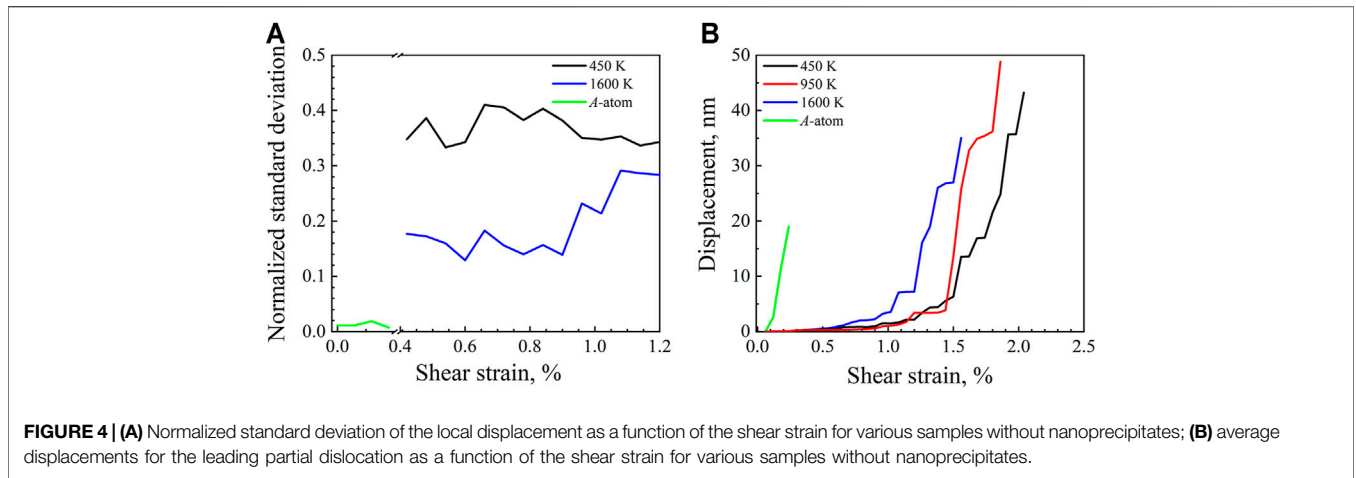 A
Normalized standard deviation
0.5
0.4
0.3
0.2
0.1
0.0
0.0 0.4 0.6 0.8 1.0 1.2
Shear strain, %
450 K
1600 K
A-atom
B
Displacement, nm
50
40
30
20
10
0
0.0 0.5 1.0 1.5 2.0 2.5
Shear strain, %
450 K
950 K
1600 K
A-atom
FIGURE 4 | (A) Normalized standard deviation of the local displacement as a function of the shear strain for various samples without nanoprecipitates; (B) average
displacements for the leading partial dislocation as a function of the shear strain for various samples without nanoprecipitates.